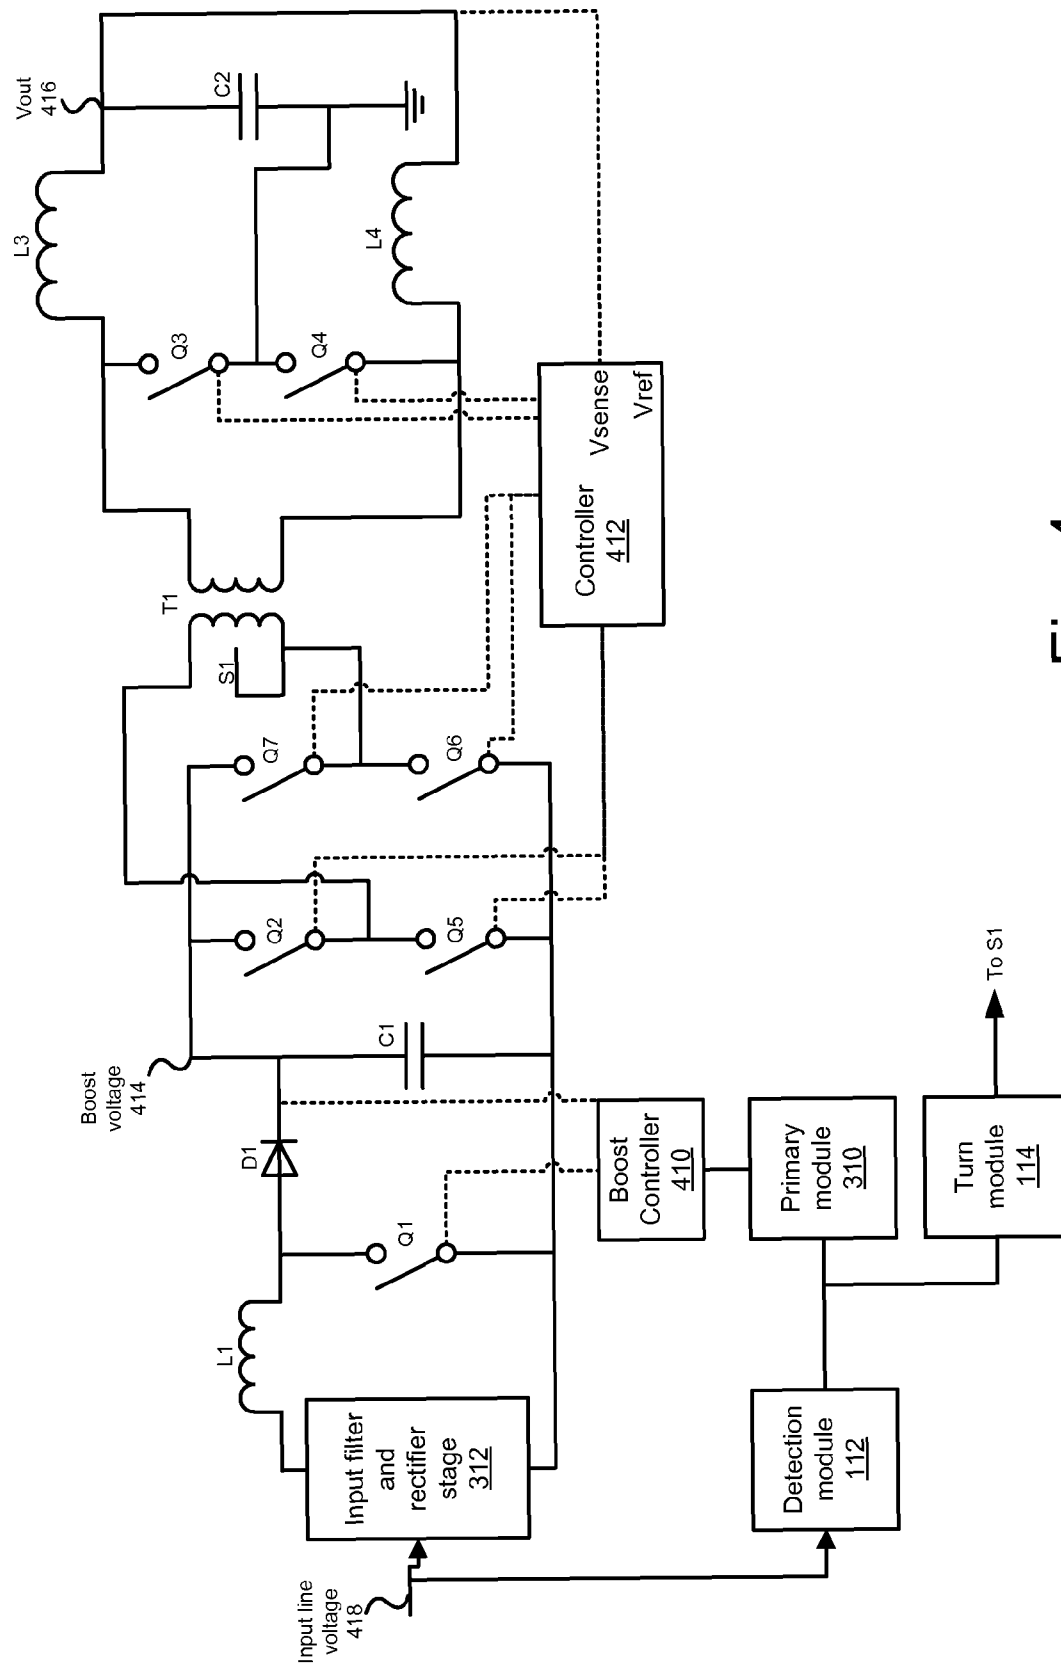 Vout
416
C2
L3
L4
Q3
Q4
Vsense
Vref
Controller
412
T1
S1
Q7
Q6
Q2
Q5
Boost
voltage
414
C1
D1
Q1
L1
Boost
Controller
410
Primary
module
310
Turn
module
114
To S1
Input filter
and
rectifier
stage
312
Detection
module
112
Input line
voltage
418